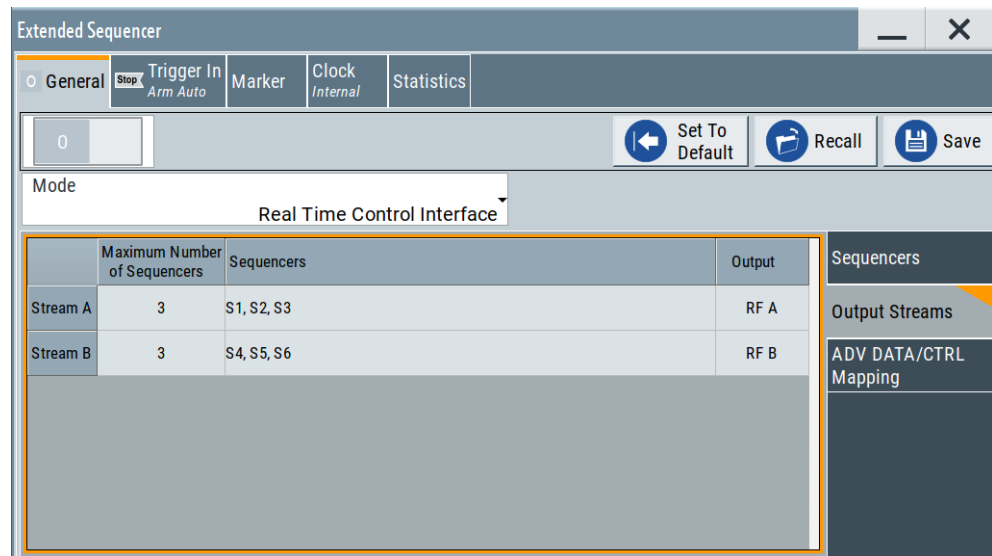 Extended Sequencer
O General
Stop Trigger In
Arm Auto
Marker
Clock
Internal
Statistics
0
Set To
Default
Recall
Save
Mode
Real Time Control Interface
Maximum Number
of Sequencers
Sequencers
Output
Stream A 3 S1, S2, S3 RF A
Stream B 3 S4, S5, S6 RF B
Sequencers
Output Streams
ADV DATA/CTRL
Mapping